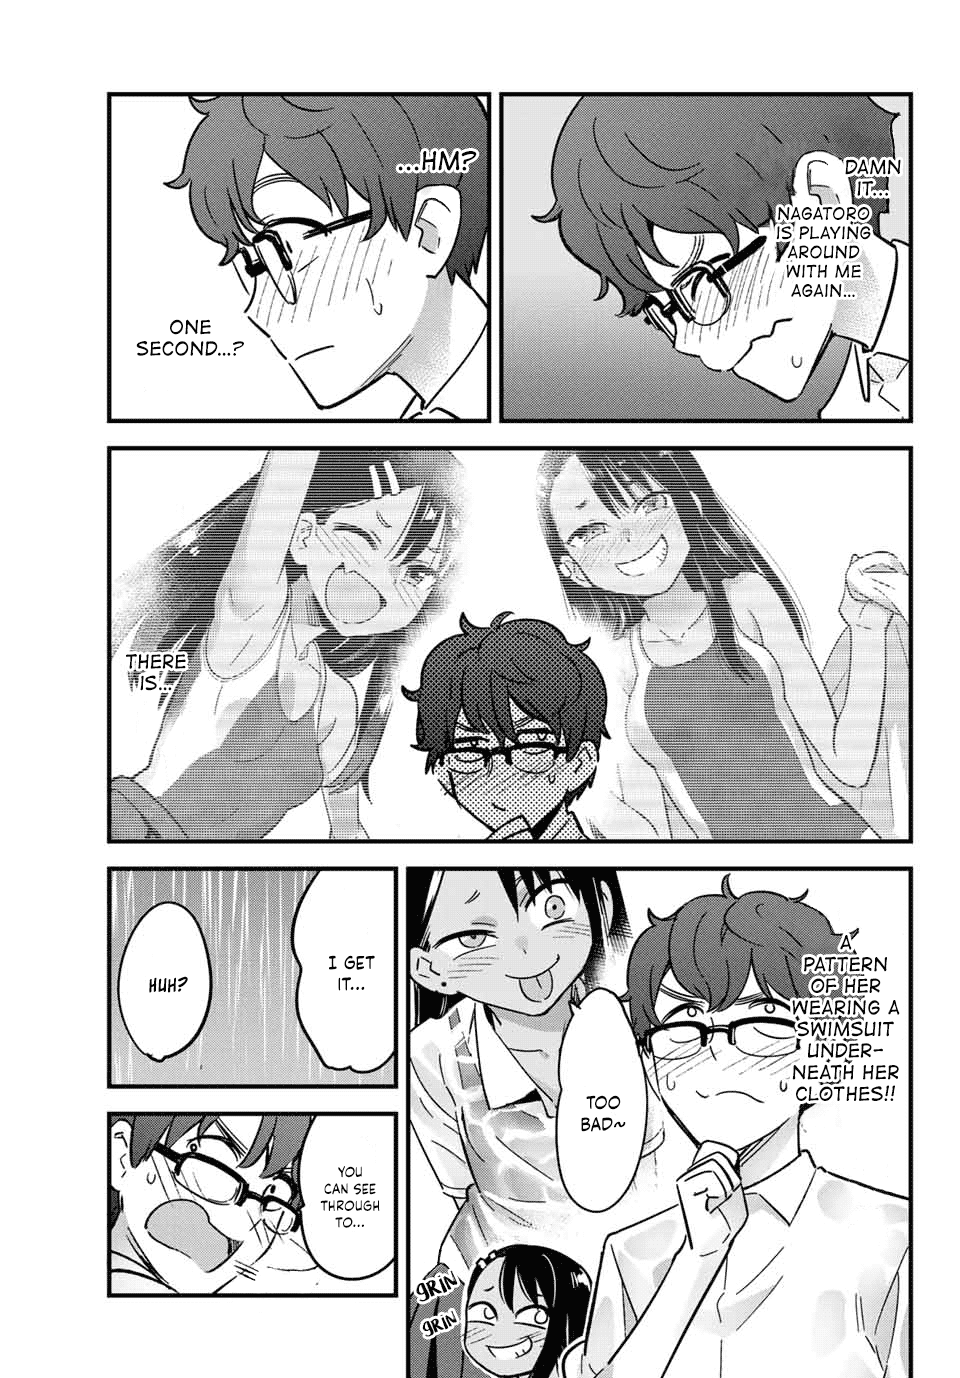 DAMN
IT...
NAGATORO
IS PLAYING
AROUND
WITH ME
AGAIN...
...HM?
ONE
SECOND...?
THERE
IS...
A
PATTERN
OF HER
WEARING A
SWIMSUIT
UNDER-
NEATH HER
CLOTHES!!
TOO
BAD~
GRIN
GRIN
I GET
IT...
HUH?
YOU
CAN SEE
THROUGH
TO...